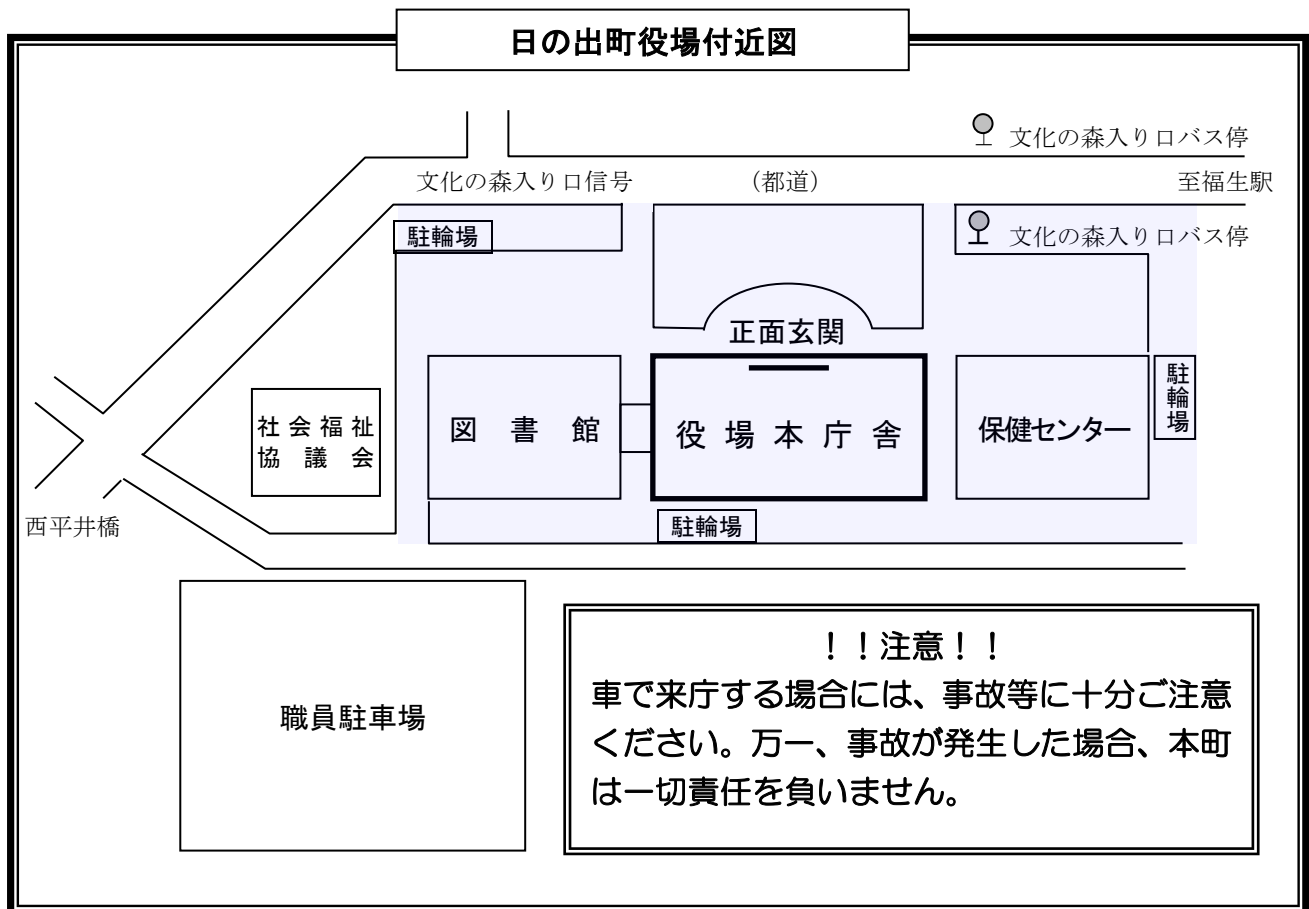 日の出町役場付近図
文化の森入り口バス停
文化の森入り口信号
(都道)
至福生駅
駐輪場
文化の森入り口バス停
正面玄関
駐輪場
社会福祉
協議会
図書館
役場本庁舎
保健センター
西平井橋
駐輪場
職員駐車場
！！注意！！
車で来庁する場合には、事故等に十分ご注意
ください。万一、事故が発生した場合、本町
は一切責任を負いません。